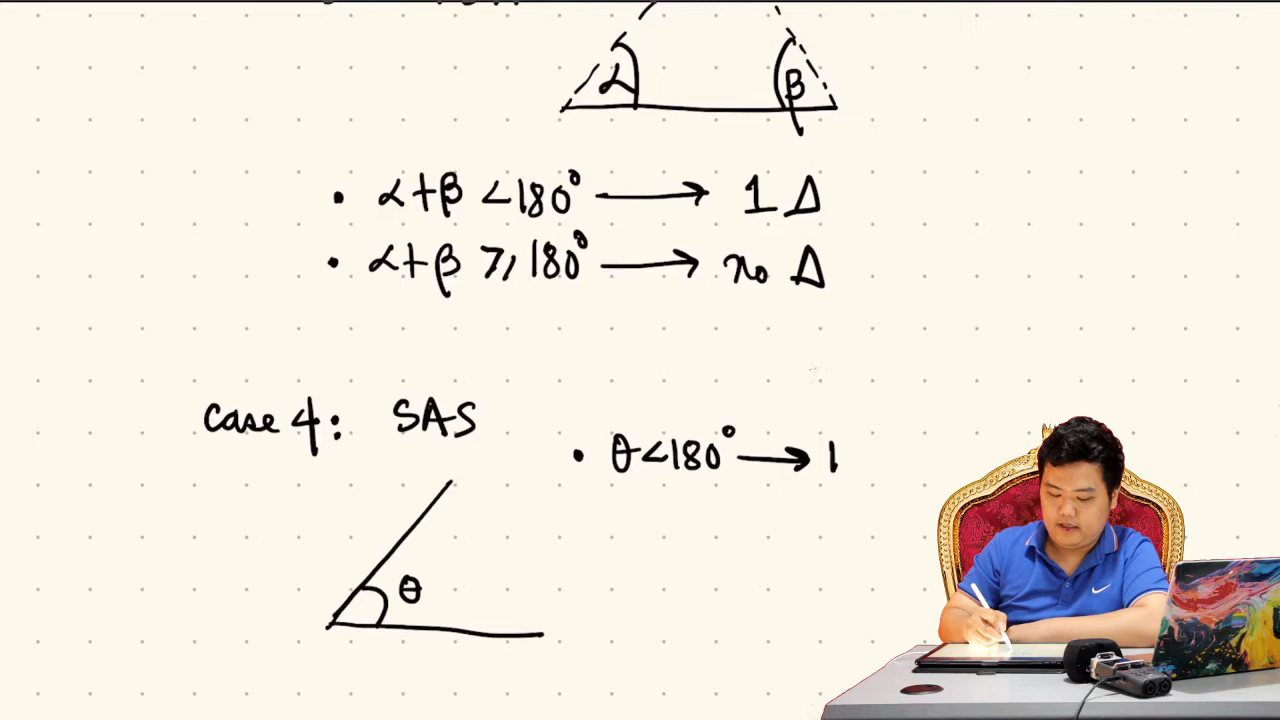 α
β
• α+β <180° → 1 Δ
• α+β ⩾ 180° → no Δ
Case 4: SAS
• θ<180° → 1
θ